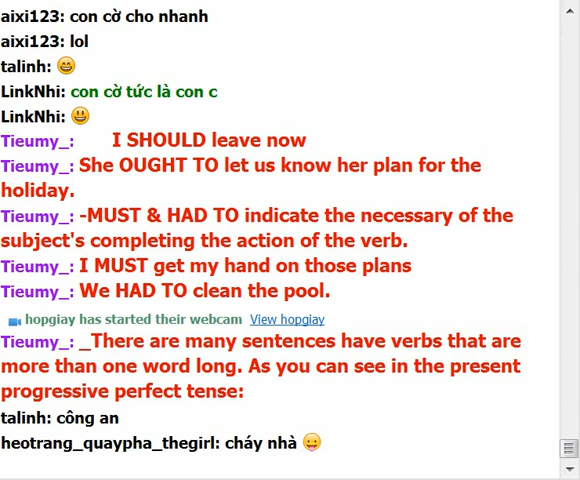 aixi123: con cờ cho nhanh
aixi123: lol
talinh: 😄
LinkNhi: con cờ tức là con c
LinkNhi: 😃
Tieumy_: I SHOULD leave now
Tieumy_: She OUGHT TO let us know her plan for the
holiday.
Tieumy_: -MUST & HAD TO indicate the necessary of the
subject's completing the action of the verb.
Tieumy_: I MUST get my hand on those plans
Tieumy_: We HAD TO clean the pool.
hopgiay has started their webcam View hopgiay
Tieumy_: _There are many sentences have verbs that are
more than one word long. As you can see in the present
progressive perfect tense:
talinh: công an
heotrang_quaypha_thegirl: cháy nhà 😛